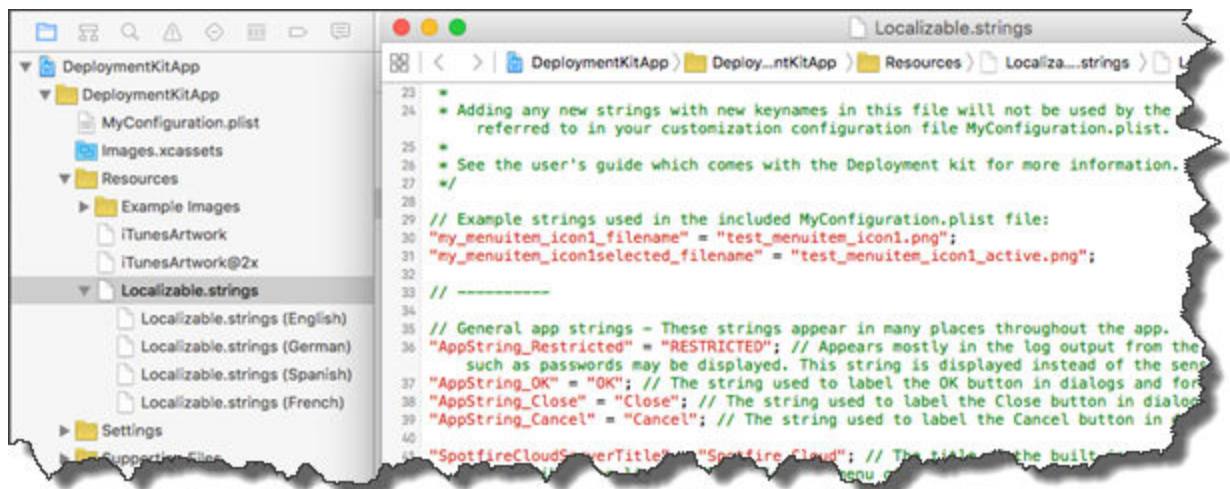 DeploymentKitApp
DeploymentKitApp
MyConfiguration.plist
Images.xcassets
Resources
Example Images
iTunesArtwork
iTunesArtwork@2x
Localizable.strings
Localizable.strings (English)
Localizable.strings (German)
Localizable.strings (Spanish)
Localizable.strings (French)
Settings
Supporting Files
Localizable.strings
DeploymentKitApp Deploy...ntKitApp Resources Localiza....strings
23 *
24 * Adding any new strings with new keynames in this file will not be used by the
referred to in your customization configuration file MyConfiguration.plist.
25 *
26 * See the user's guide which comes with the Deployment kit for more information.
27 */
28
29 // Example strings used in the included MyConfiguration.plist file:
30 "my_menuitem_icon1_filename" = "test_menuitem_icon1.png";
31 "my_menuitem_icon1selected_filename" = "test_menuitem_icon1_active.png";
32
33 // ----------
34
35 // General app strings - These strings appear in many places throughout the app.
36 "AppString_Restricted" = "RESTRICTED"; // Appears mostly in the log output from the
such as passwords may be displayed. This string is displayed instead of the
37 "AppString_OK" = "OK"; // The string used to label the OK button in dialogs and
38 "AppString_Close" = "Close"; // The string used to label the Close button in
39 "AppString_Cancel" = "Cancel"; // The string used to label the Cancel button in
40
"SpotfireCloudServerTitle" = "Spotfire Cloud"; // The the built
menu